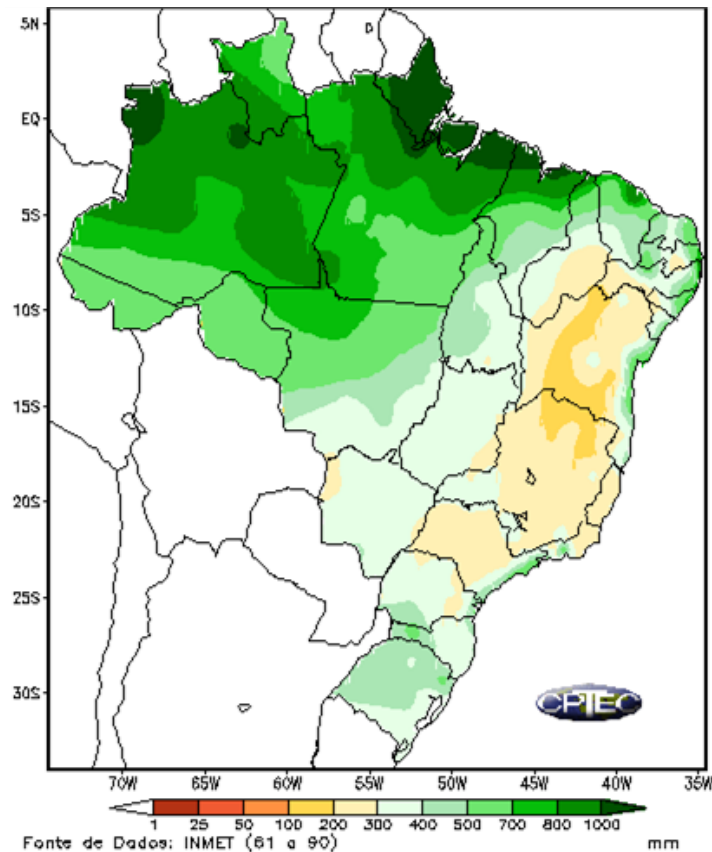 5N
EQ
5S
10S
15S
20S
25S
30S
CPTEC
70W 65W 60W 55W 50W 45W 40W 35W
1 25 50 100 200 300 400 500 700 800 1000
Fonte de Dados: INMET (61 a 90) mm